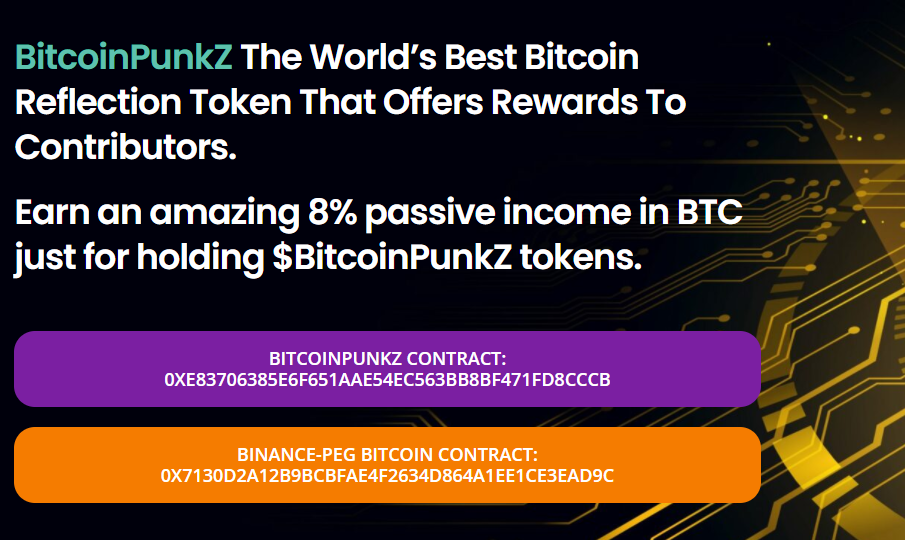 BitcoinPunkZ The World’s Best Bitcoin
Reflection Token That Offers Rewards To
Contributors.
Earn an amazing 8% passive income in BTC
just for holding $BitcoinPunkZ tokens.
BITCOINPUNKZ CONTRACT:
0XE83706385E6F651AAE54EC563BB8BF471FD8CCCB
BINANCE-PEG BITCOIN CONTRACT:
0X7130D2A12B9BCBFAE4F2634D864A1EE1CE3EAD9C